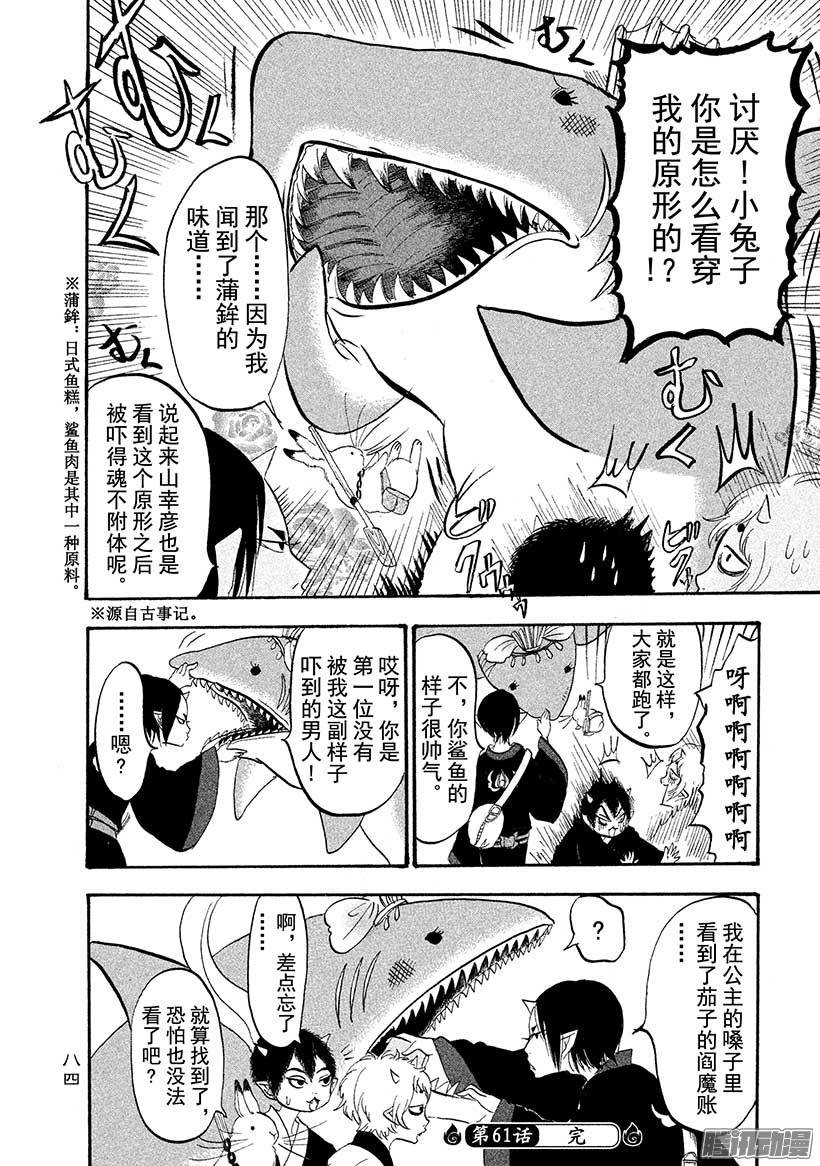 讨厌！小兔子
你是怎么看穿
我的原形的！？
むく
むく
むく
むく
むく
むく
那个……因为我
闻到了蒲鉾的
味道……
※蒲鉾：日式鱼糕，鲨鱼肉是其中一种原料。
说起来山幸彦也是
看到这个原形之后
被吓得魂不附体呢。
※源自古事记。
呀啊啊啊啊啊啊
就是这样，
大家都跑了。
不，你鲨鱼的
样子很帅气。
哎呀，你是
第一位没有
被我这副样子
吓到的男人！
……嗯？
我在公主的嗓子里
看到了茄子的阎魔账
……
？
啊，差点忘了
……
就算找到了，
恐怕也没法
看了吧？
第61话 完
八四
腾讯动漫